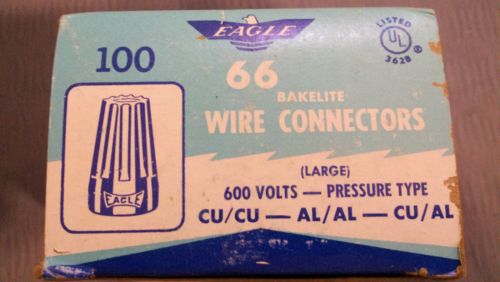 EAGLE
LISTED
UL
362B ®
100
66
BAKELITE
WIRE CONNECTORS
EAGLE
(LARGE)
600 VOLTS — PRESSURE TYPE
CU/CU — AL/AL — CU/AL